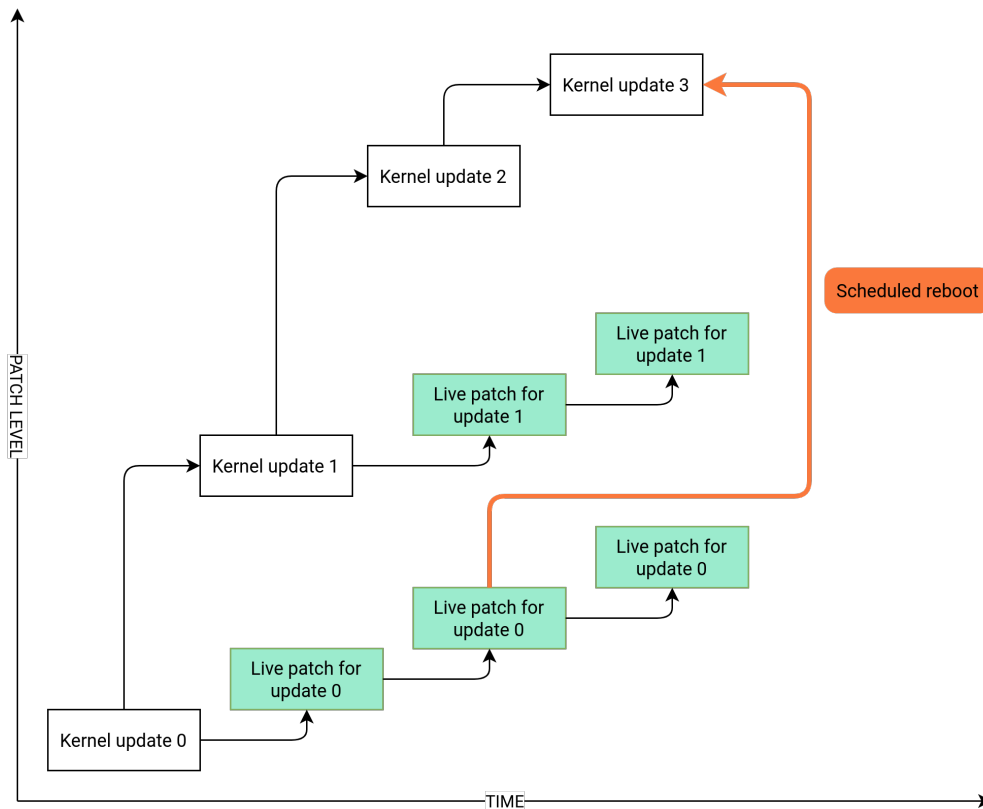 Kernel update 3
Kernel update 2
Scheduled reboot
Live patch for
update 1
PATCH LEVEL
Live patch for
update 1
Kernel update 1
Live patch for
update 0
Live patch for
update 0
Live patch for
update 0
Kernel update 0
TIME